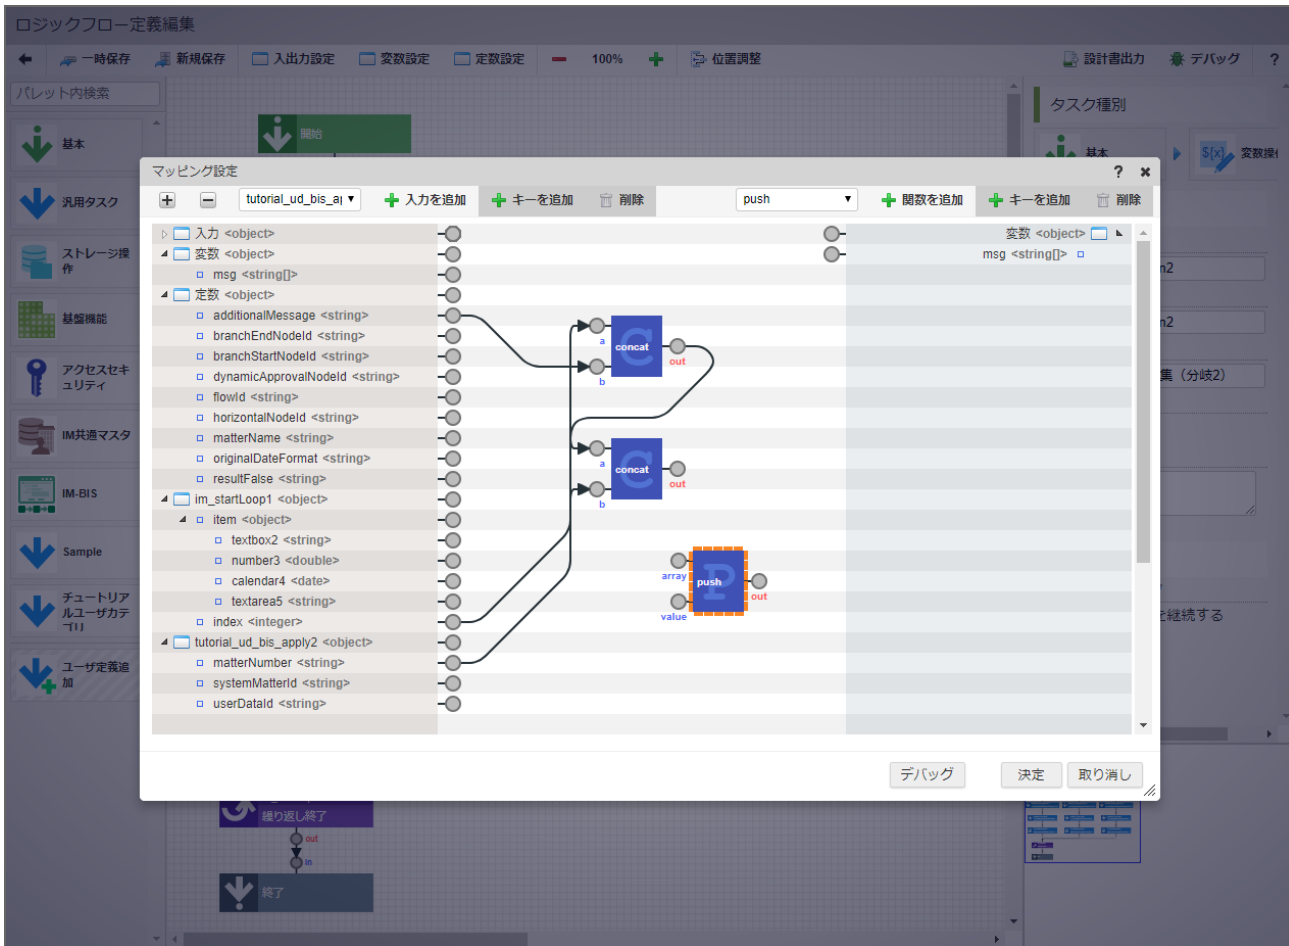 ロジックフロー定義編集
一時保存
新規保存
入出力設定
変数設定
定数設定
100%
位置調整
設計書出力
デバッグ
?
パレット内検索
基本
汎用タスク
ストレージ操
作
基盤機能
アクセスセキ
ュリティ
IM共通マスタ
IM-BIS
Sample
チュートリア
ルユーザカテ
ゴリ
ユーザ定義追
加
開始
タスク種別
基本
${x}
変数操作
n2
n2
集（分岐2）
を継続する
マッピング設定
?
tutorial_ud_bis_a
入力を追加
キーを追加
削除
push
関数を追加
キーを追加
削除
入力 <object>
変数 <object>
msg <string[]>
定数 <object>
additionalMessage <string>
branchEndNodeId <string>
branchStartNodeId <string>
dynamicApprovalNodeId <string>
flowId <string>
horizontalNodeId <string>
matterName <string>
originalDateFormat <string>
resultFalse <string>
im_startLoop1 <object>
item <object>
textbox2 <string>
number3 <double>
calendar4 <date>
textarea5 <string>
index <integer>
tutorial_ud_bis_apply2 <object>
matterNumber <string>
systemMatterId <string>
userDataId <string>
a
b
concat
out
a
b
concat
out
array
value
push
out
変数 <object>
msg <string[]>
デバッグ
決定
取り消し
繰り返し終了
out
in
終了